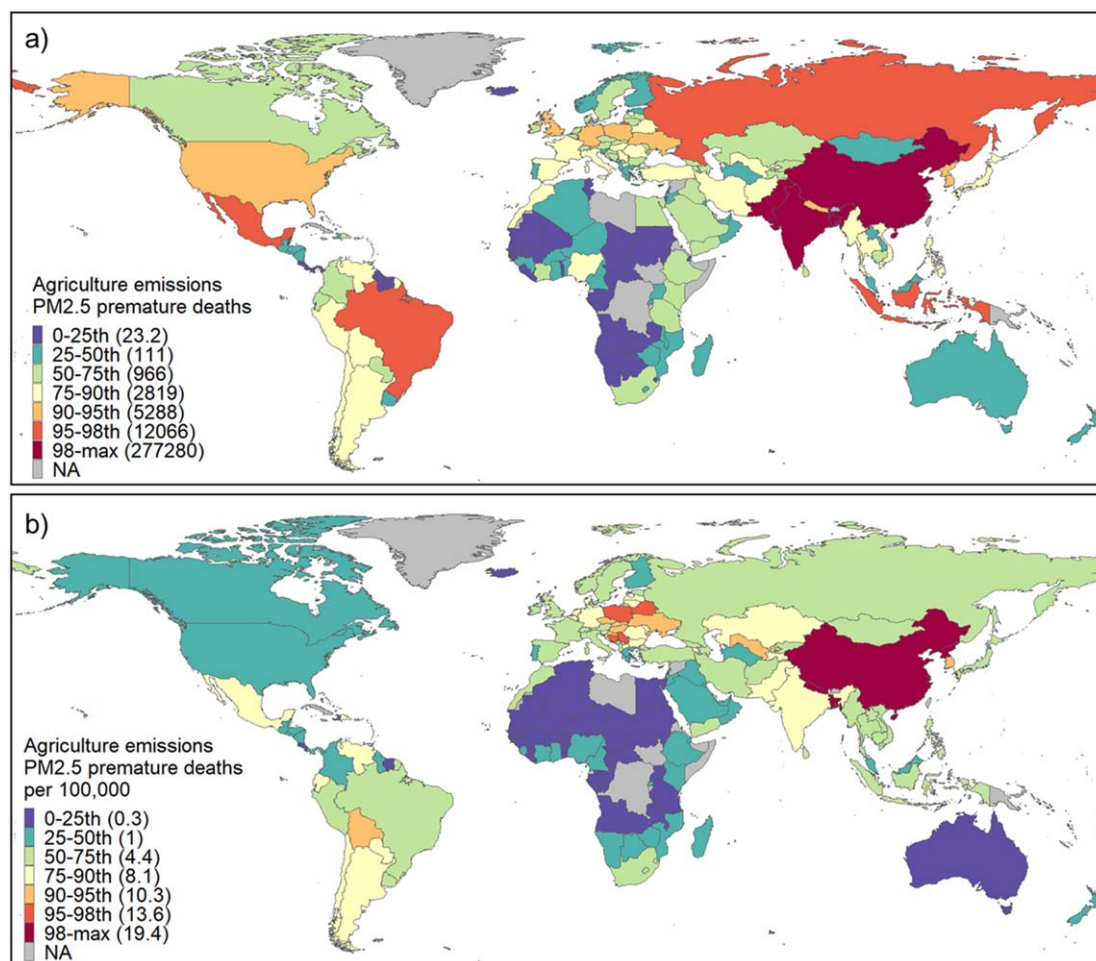 a)
Agriculture emissions
PM2.5 premature deaths
0-25th (23.2)
25-50th (111)
50-75th (966)
75-90th (2819)
90-95th (5288)
95-98th (12066)
98-max (277280)
NA
b)
Agriculture emissions
PM2.5 premature deaths
per 100,000
0-25th (0.3)
25-50th (1)
50-75th (4.4)
75-90th (8.1)
90-95th (10.3)
95-98th (13.6)
98-max (19.4)
NA